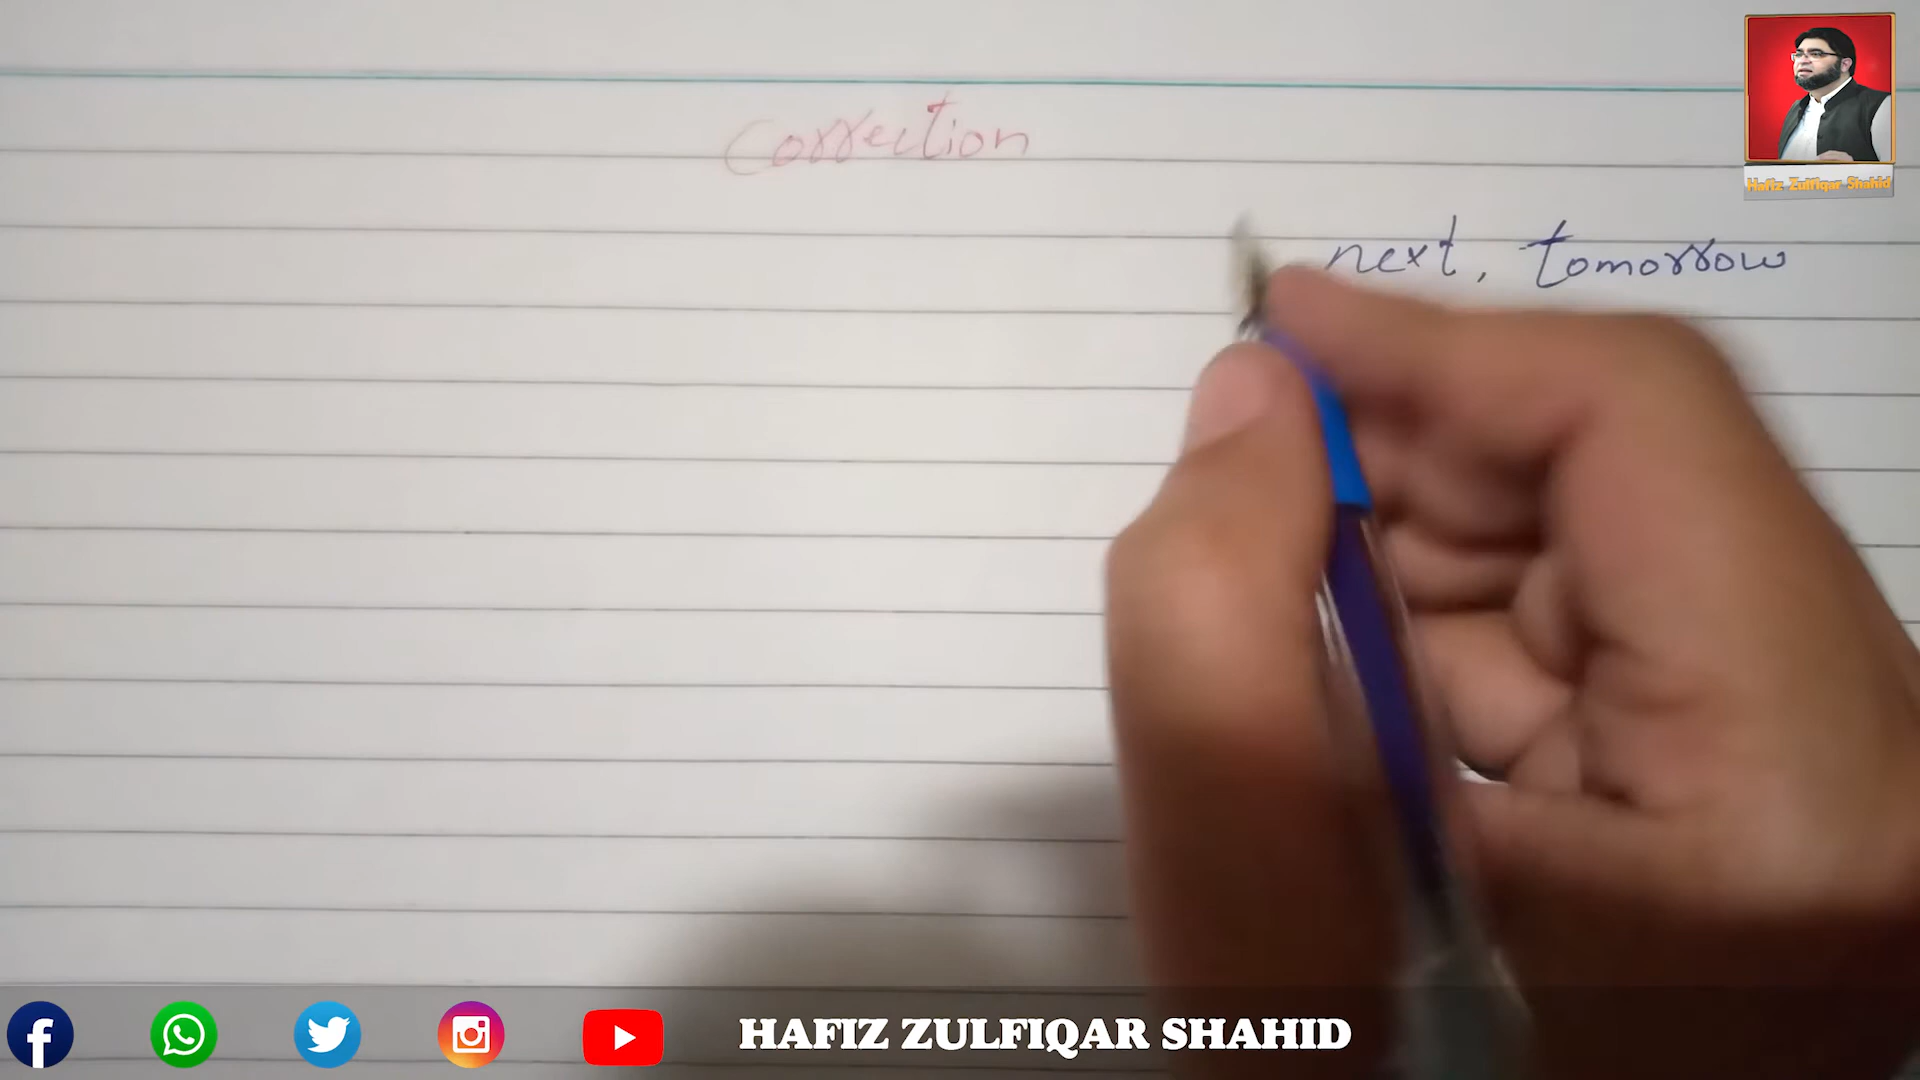 Hafiz Zulfiqar Shahid
Correction
next, tomorrow
HAFIZ ZULFIQAR SHAHID